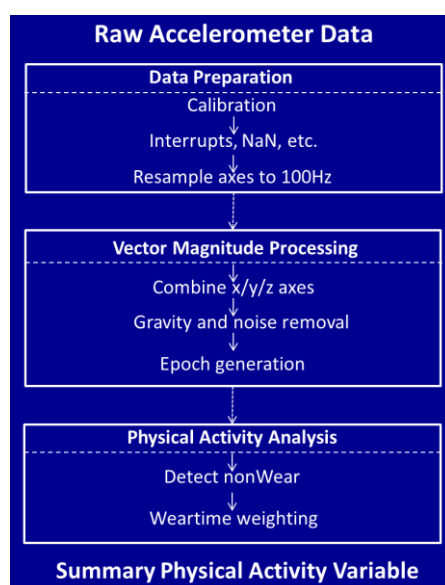 Raw Accelerometer Data
Data Preparation
Calibration
Interrupts, NaN, etc.
Resample axes to 100Hz
Vector Magnitude Processing
Combine x/y/z axes
Gravity and noise removal
Epoch generation
Physical Activity Analysis
Detect nonWear
Weartime weighting
Summary Physical Activity Variable